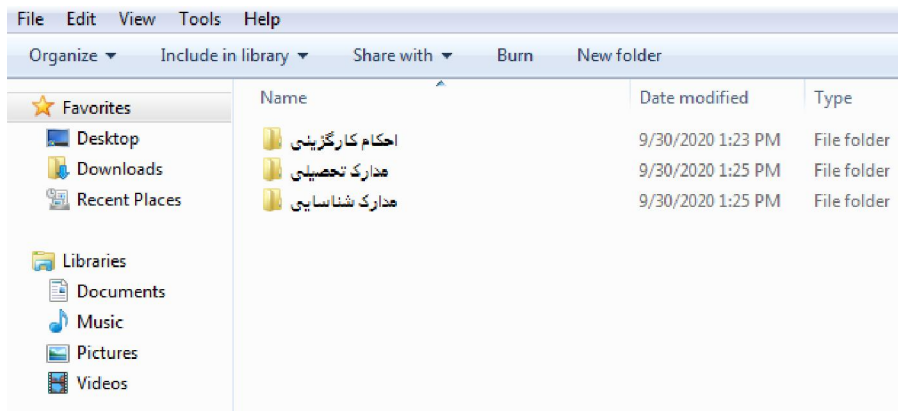 File Edit View Tools Help
Organize Include in library Share with Burn New folder
Favorites
Desktop
Downloads
Recent Places
Libraries
Documents
Music
Pictures
Videos
Name Date modified Type
احکام کارگزینی 9/30/2020 1:23 PM File folder
مدارک تحصیلی 9/30/2020 1:25 PM File folder
مدارک شناسایی 9/30/2020 1:25 PM File folder